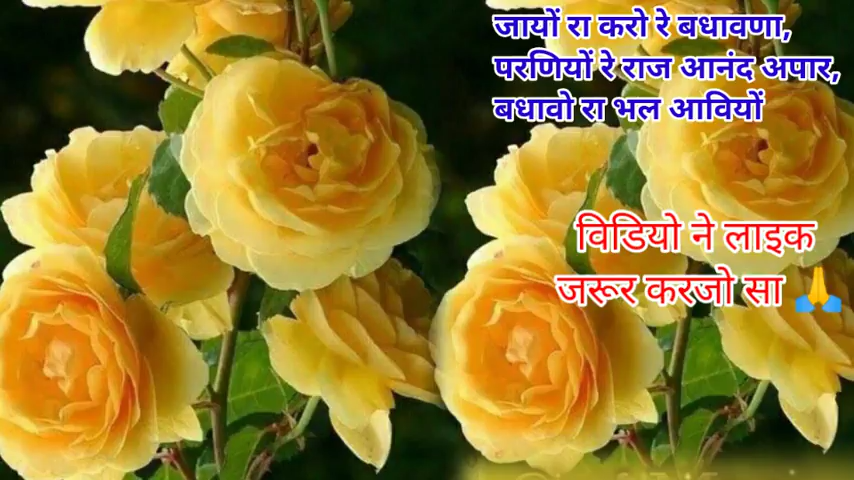 जायों रा करो रे बधावणा,
परणियों रे राज आनंद अपार,
बधावो रा भल आवियों
विडियो ने लाइक
जरूर करजो सा 🙏